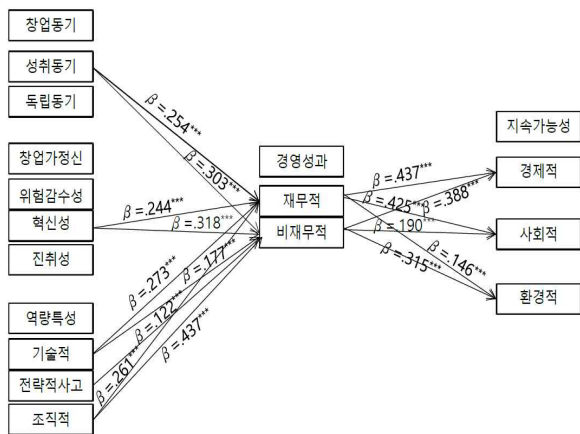 창업동기
성취동기
독립동기
창업가정신
위험감수성
혁신성
진취성
역량특성
기술적
전략적사고
조직적
β=.254***
β=.303***
β=.244***
β=.318***
β=.273***
β=.177***
β=.122***
β=.261***
β=.437***
경영성과
재무적
비재무적
β=.437***
β=.425***
β=.388***
β=.190***
β=.146***
β=.315***
지속가능성
경제적
사회적
환경적